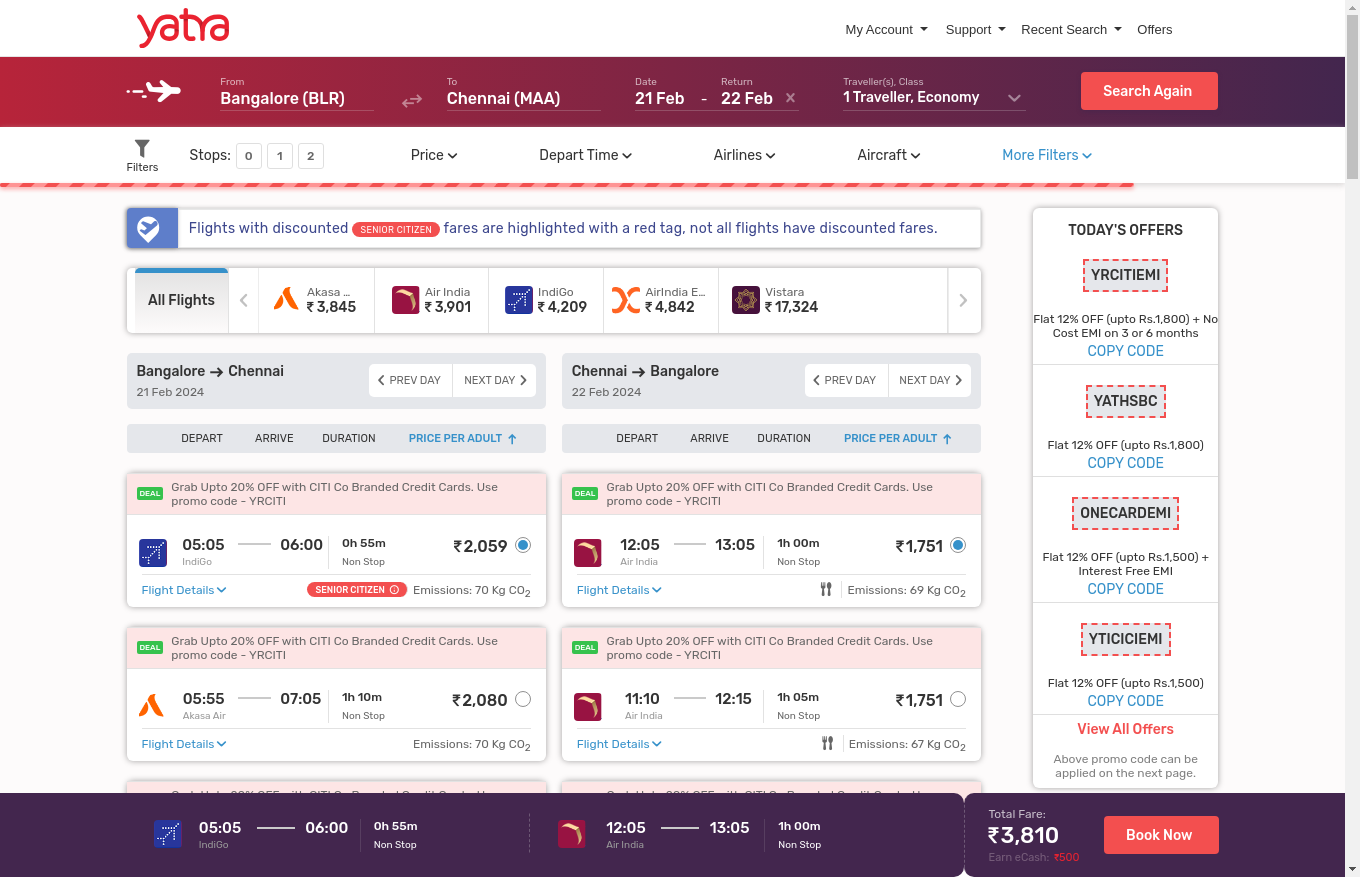 yatra
My Account
Support
Recent Search
Offers
From
Bangalore (BLR)
To
Chennai (MAA)
Date
21 Feb
-
Return
22 Feb
Traveller(s), Class
1 Traveller, Economy
Search Again
Filters
Stops: 0 1 2
Price
Depart Time
Airlines
Aircraft
More Filters
Flights with discounted SENIOR CITIZEN fares are highlighted with a red tag, not all flights have discounted fares.
All Flights
Akasa ...
₹ 3,845
Air India
₹ 3,901
IndiGo
₹ 4,209
AirIndia E...
₹ 4,842
Vistara
₹ 17,324
Bangalore → Chennai
21 Feb 2024
PREV DAY
NEXT DAY
DEPART ARRIVE DURATION PRICE PER ADULT
DEAL
Grab Upto 20% OFF with CITI Co Branded Credit Cards. Use
promo code - YRCITI
05:05 06:00 0h 55m ₹2,059
IndiGo Non Stop
Flight Details SENIOR CITIZEN Emissions: 70 Kg CO2
DEAL
Grab Upto 20% OFF with CITI Co Branded Credit Cards. Use
promo code - YRCITI
05:55 07:05 1h 10m ₹2,080
Akasa Air Non Stop
Flight Details Emissions: 70 Kg CO2
Chennai → Bangalore
22 Feb 2024
PREV DAY
NEXT DAY
DEPART ARRIVE DURATION PRICE PER ADULT
DEAL
Grab Upto 20% OFF with CITI Co Branded Credit Cards. Use
promo code - YRCITI
12:05 13:05 1h 00m ₹1,751
Air India Non Stop
Flight Details Emissions: 69 Kg CO2
DEAL
Grab Upto 20% OFF with CITI Co Branded Credit Cards. Use
promo code - YRCITI
11:10 12:15 1h 05m ₹1,751
Air India Non Stop
Flight Details Emissions: 67 Kg CO2
TODAY'S OFFERS
YRCITIEMI
Flat 12% OFF (upto Rs.1,800) + No
Cost EMI on 3 or 6 months
COPY CODE
YATHSBC
Flat 12% OFF (upto Rs.1,800)
COPY CODE
ONECARDEMI
Flat 12% OFF (upto Rs.1,500) +
Interest Free EMI
COPY CODE
YTICICIEMI
Flat 12% OFF (upto Rs.1,500)
COPY CODE
View All Offers
Above promo code can be
applied on the next page.
05:05 06:00 0h 55m
IndiGo Non Stop
12:05 13:05 1h 00m
Air India Non Stop
Total Fare:
₹3,810
Earn eCash: ₹500
Book Now